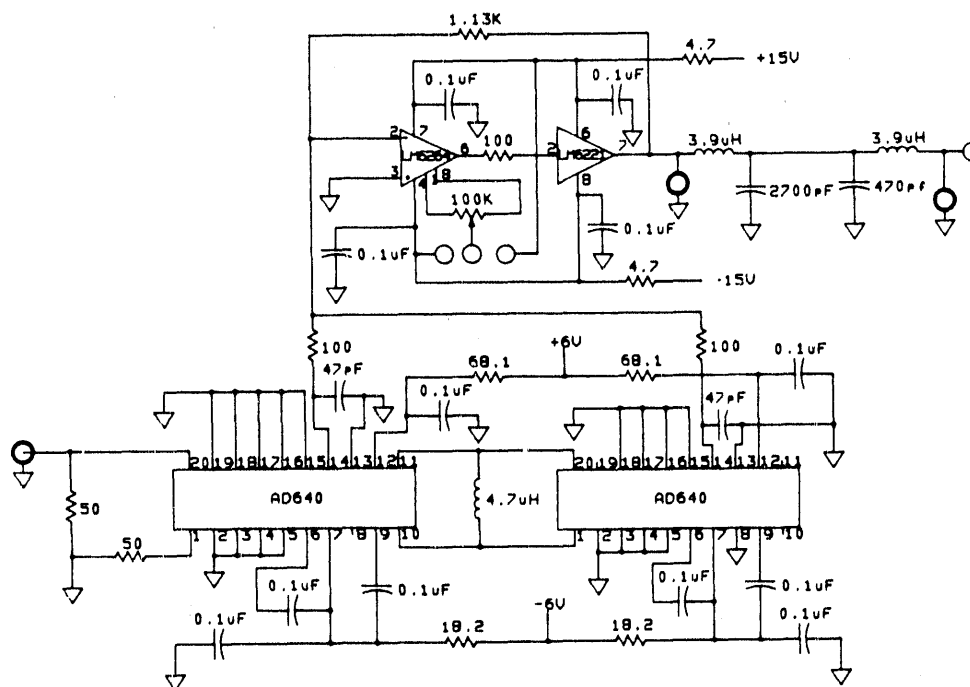 1.13K
4.7
+15V
0.1uF
0.1uF
2
7
LM6264
6
100
2
6
LM6221
7
3.9uH
3.9uH
3
4
1
8
8
100K
2700pF
470pf
0.1uF
0.1uF
4.7
-15V
100
+6V
100
68.1
68.1
0.1uF
47pF
0.1uF
47pF
20 19 18 17 16 15 14 13 12 11
20 19 18 17 16 15 14 13 12 11
AD640
4.7uH
AD640
50
1 2 3 4 5 6 7 8 9 10
1 2 3 4 5 6 7 8 9 10
50
0.1uF
0.1uF
0.1uF
0.1uF
0.1uF
-6V
0.1uF
18.2
18.2